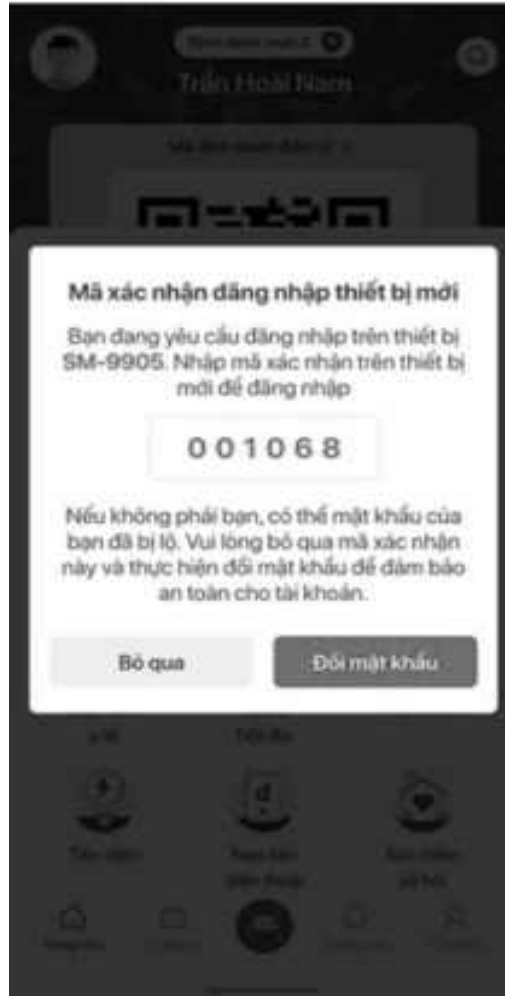 Trần Hoài Nam
Mã xác nhận đăng nhập thiết bị mới
Bạn đang yêu cầu đăng nhập trên thiết bị
SM-9905. Nhập mã xác nhận trên thiết bị
mới để đăng nhập
001068
Nếu không phải bạn, có thể mật khẩu của
bạn đã bị lộ. Vui lòng bỏ qua mã xác nhận
này và thực hiện đổi mật khẩu để đảm bảo
an toàn cho tài khoản.
Bỏ qua
Đổi mật khẩu